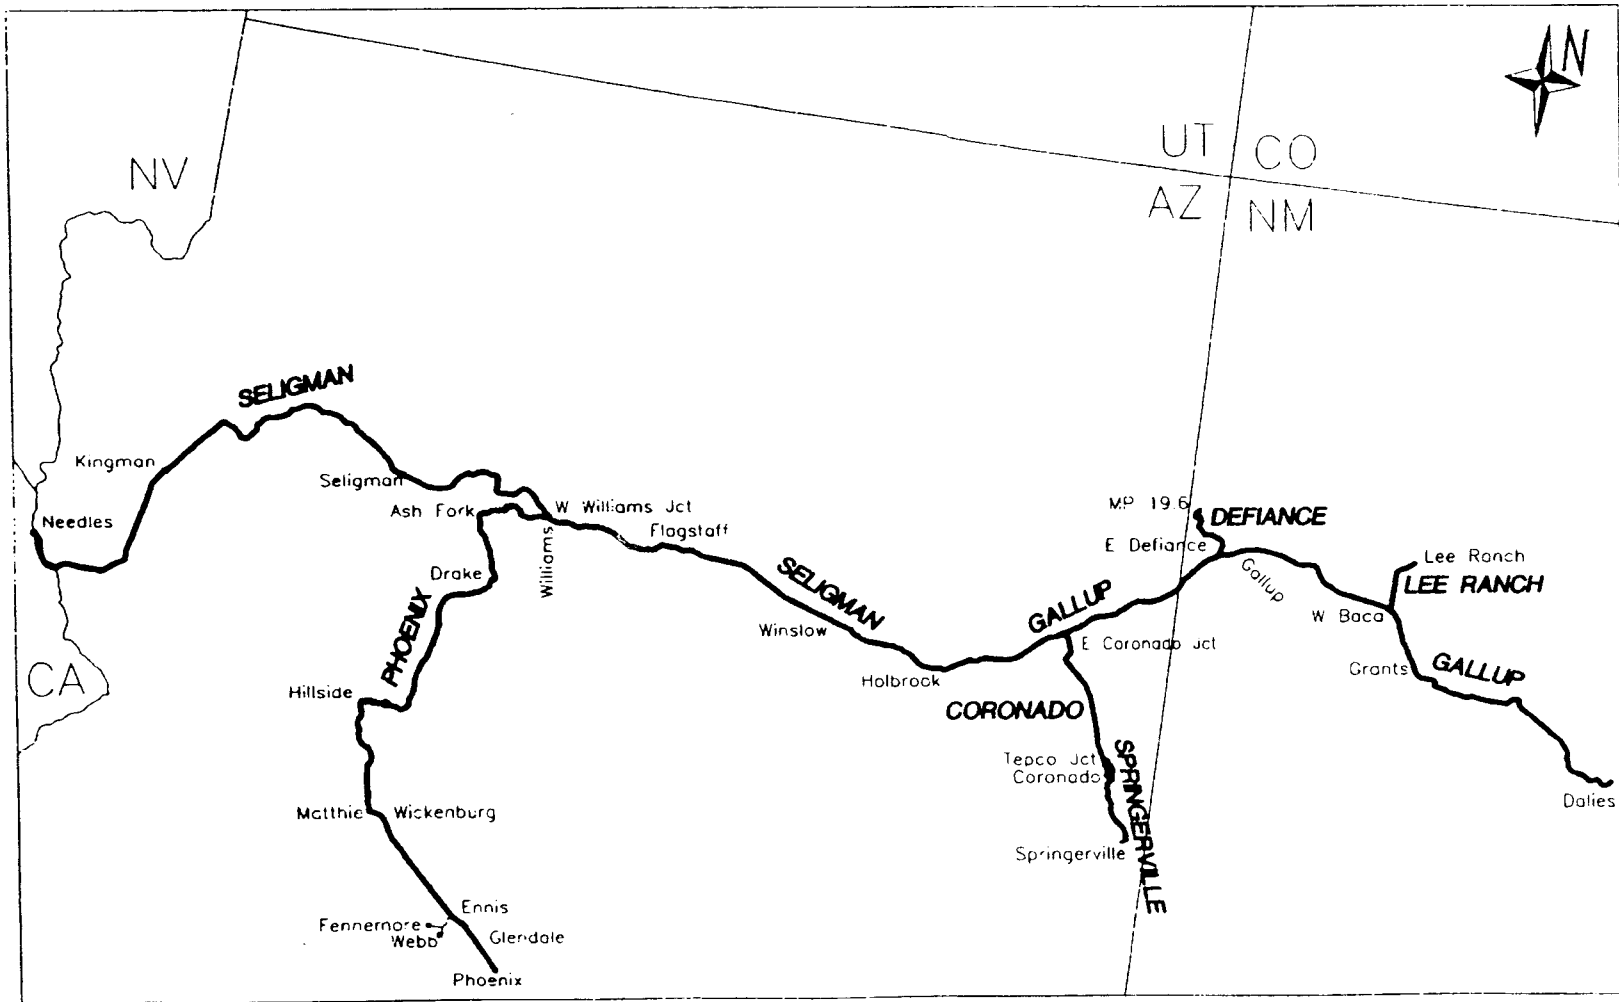 N
UT
CO
NV
AZ
NM
SELIGMAN
Kingman
Seligman
Ash Fork
W Williams Jct
MP 19.6
DEFIANCE
Needles
Flagstaff
E Defiance
Gallup
Lee Ranch
LEE RANCH
Williams
Drake
SELIGMAN
GALLUP
W Baca
PHOENIX
Winslow
E Coronado Jct
Holbrook
Grants
GALLUP
CA
Hillside
CORONADO
Tepco Jct
Coronado
SPRINGERVILLE
Dalies
Matthie
Wickenburg
Springerville
Ennis
Fennemore
Webb
Glendale
Phoenix